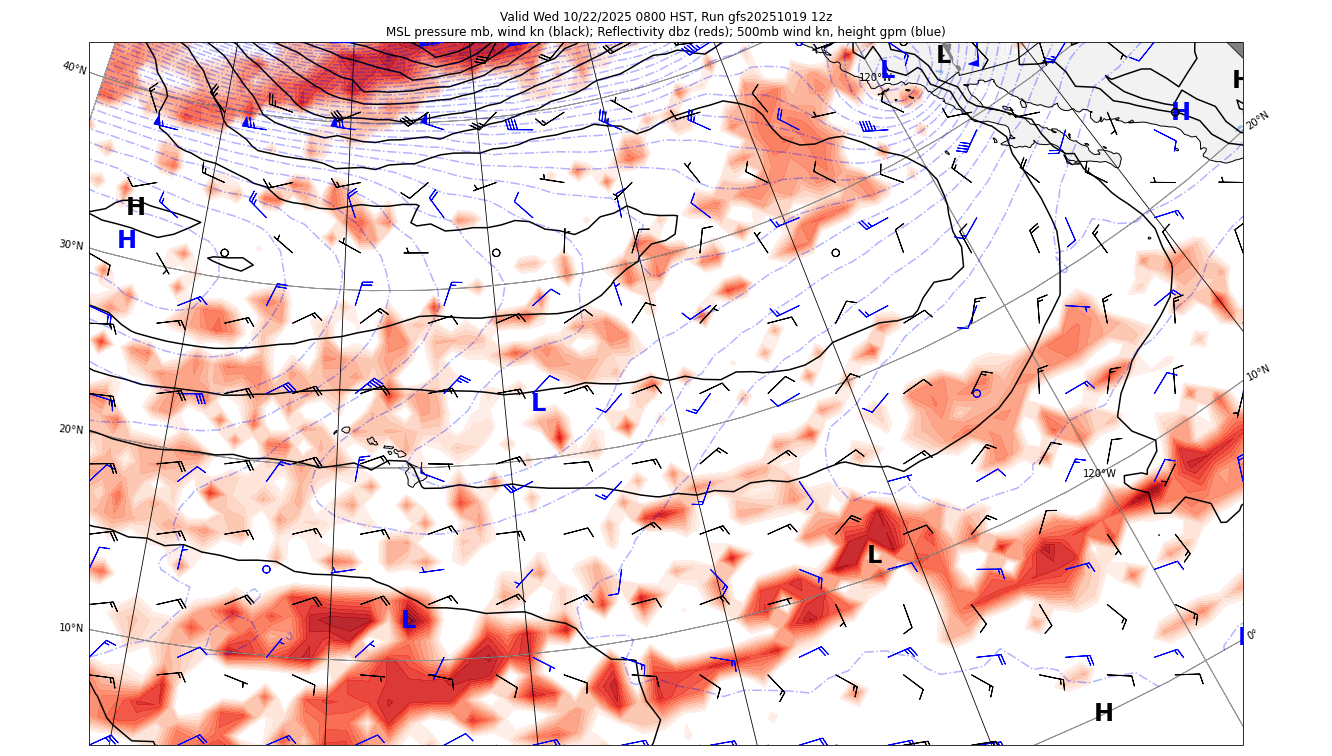 Valid Wed 10/22/2025 0800 HST, Run gfs20251019 12z
MSL pressure mb, wind kn (black); Reflectivity dbz (reds); 500mb wind kn, height gpm (blue)
40°N
L
L
120°W
H
H
20°N
H
H
30°N
10°N
L
20°N
120°W
L
L
10°N
0°
H